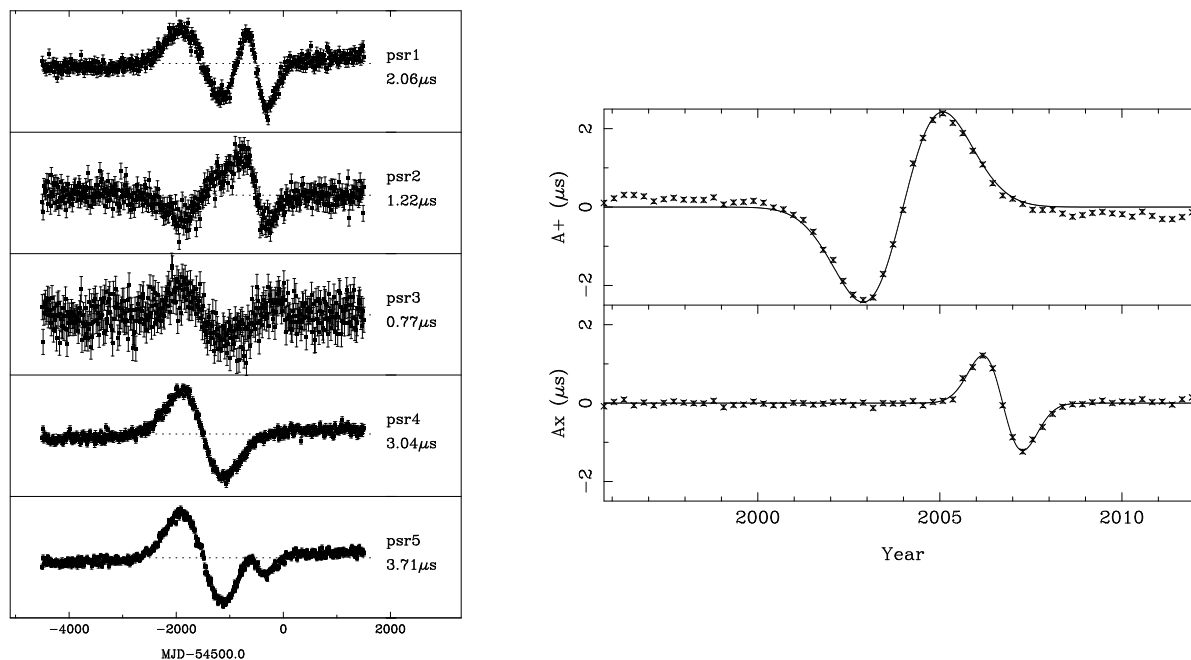 psr1
2.06μs
psr2
1.22μs
psr3
0.77μs
psr4
3.04μs
psr5
3.71μs
−4000 −2000 0 2000
MJD−54500.0
A+ (μs)
2
0
−2
Ax (μs)
2
0
−2
2000 2005 2010
Year